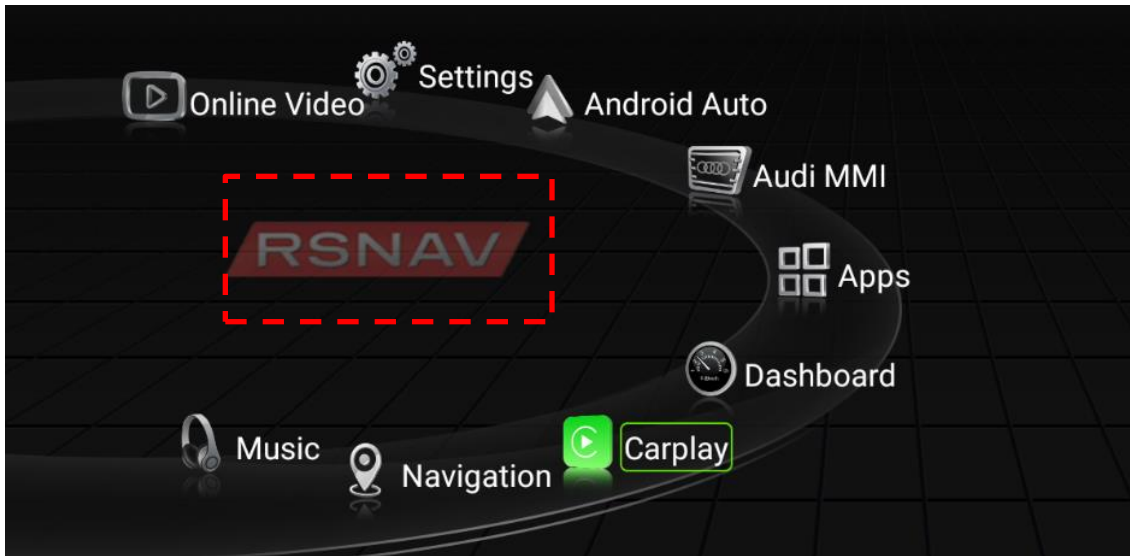 Settings
Online Video
Android Auto
Audi MMI
RSNAV
Apps
Dashboard
Music
Carplay
Navigation